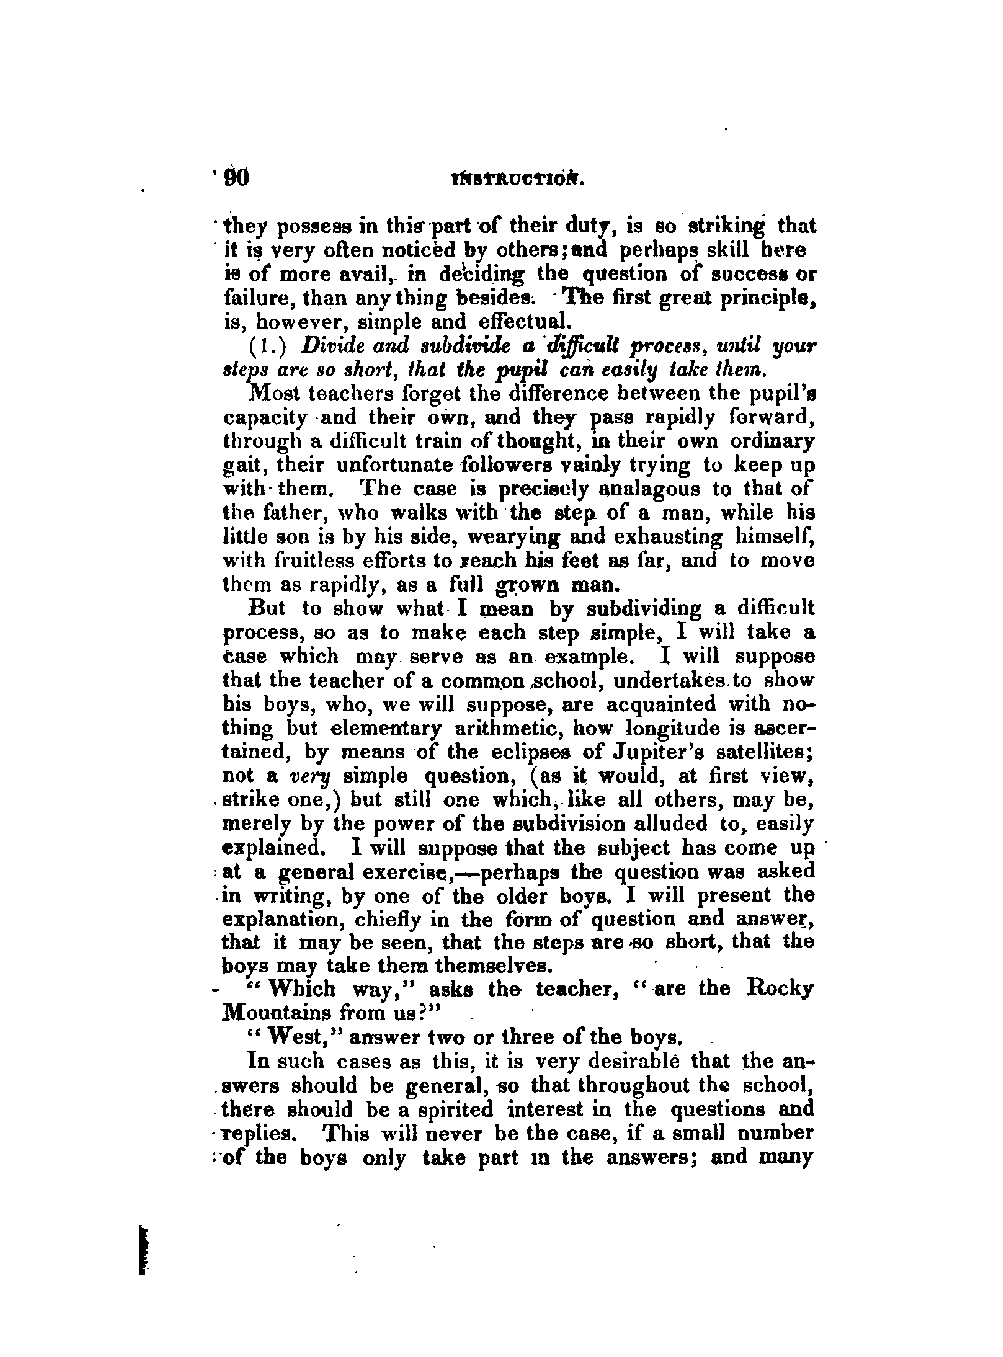 90 INSTRUCTION.
they possess in this part of their duty, is so striking that
it is very often noticed by others; and perhaps skill here
is of more avail, in deciding the question of success or
failure, than any thing besides. The first great principle,
is, however, simple and effectual.
(1.) Divide and subdivide a difficult process, until your
steps are so short, that the pupil can easily take them.
Most teachers forget the difference between the pupil's
capacity and their own, and they pass rapidly forward,
through a difficult train of thought, in their own ordinary
gait, their unfortunate followers vainly trying to keep up
with them. The case is precisely analagous to that of
the father, who walks with the step of a man, while his
little son is by his side, wearying and exhausting himself,
with fruitless efforts to reach his feet as far, and to move
them as rapidly, as a full grown man.
But to show what I mean by subdividing a difficult
process, so as to make each step simple, I will take a
case which may serve as an example. I will suppose
that the teacher of a common school, undertakes to show
his boys, who, we will suppose, are acquainted with no-
thing but elementary arithmetic, how longitude is ascer-
tained, by means of the eclipses of Jupiter's satellites;
not a very simple question, (as it would, at first view,
strike one,) but still one which, like all others, may be,
merely by the power of the subdivision alluded to, easily
explained. I will suppose that the subject has come up
at a general exercise,—perhaps the question was asked
in writing, by one of the older boys. I will present the
explanation, chiefly in the form of question and answer,
that it may be seen, that the steps are so short, that the
boys may take them themselves.
"Which way," asks the teacher, "are the Rocky
Mountains from us?"
"West," answer two or three of the boys.
In such cases as this, it is very desirable that the an-
swers should be general, so that throughout the school,
there should be a spirited interest in the questions and
replies. This will never be the case, if a small number
of the boys only take part in the answers; and many